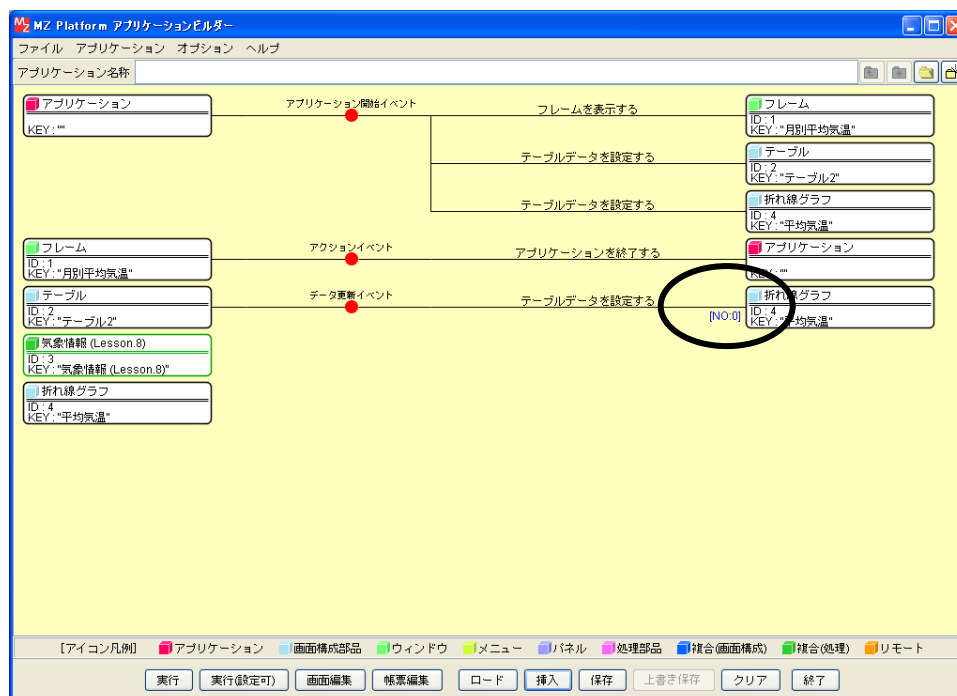 MZ Platform アプリケーションビルダー
ファイル アプリケーション オプション ヘルプ
アプリケーション名称
アプリケーション
KEY : ""
アプリケーション開始イベント
フレームを表示する
フレーム
ID : 1
KEY : "月別平均気温"
テーブルデータを設定する
テーブル
ID : 2
KEY : "テーブル2"
テーブルデータを設定する
折れ線グラフ
ID : 4
KEY : "平均気温"
フレーム
ID : 1
KEY : "月別平均気温"
アクションイベント
アプリケーションを終了する
アプリケーション
KEY : ""
テーブル
ID : 2
KEY : "テーブル2"
データ更新イベント
テーブルデータを設定する
[NO:0]
折れ線グラフ
ID : 4
KEY : "平均気温"
気象情報 (Lesson.8)
ID : 3
KEY : "気象情報 (Lesson.8)"
折れ線グラフ
ID : 4
KEY : "平均気温"
[アイコン凡例] アプリケーション 画面構成部品 ウィンドウ メニュー パネル 処理部品 複合(画面構成) 複合(処理) リモート
実行 実行(設定可) 画面編集 帳票編集 ロード 挿入 保存 上書き保存 クリア 終了